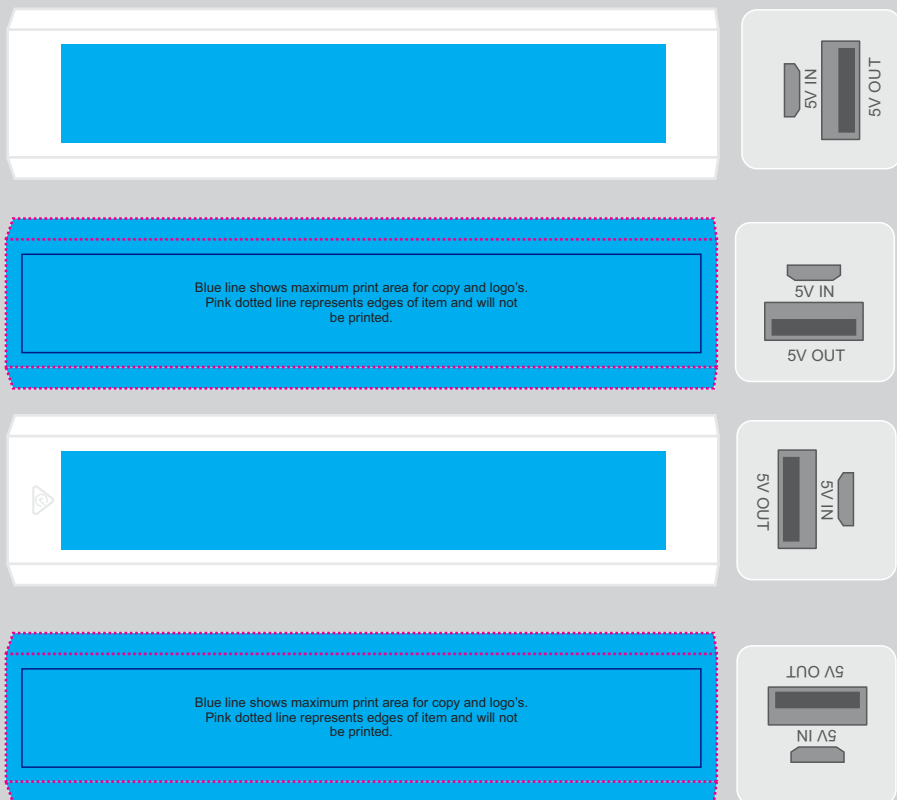 5V IN
5V OUT
Blue line shows maximum print area for copy and logo's.
Pink dotted line represents edges of item and will not
be printed.
5V IN
5V OUT
5V OUT
5V IN
Blue line shows maximum print area for copy and logo's.
Pink dotted line represents edges of item and will not
be printed.
5V OUT
5V IN